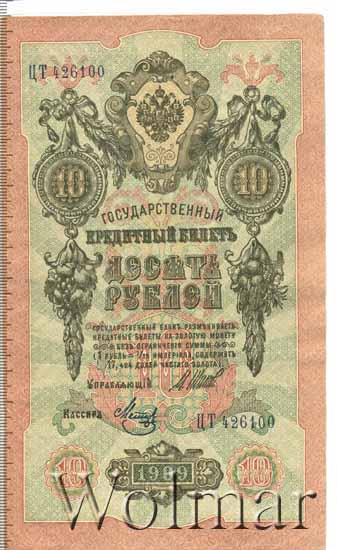 ЦТ 426100
10 10
ГОСУДАРСТВЕННЫЙ
КРЕДИТНЫЙ БИЛЕТЪ
ДЕСЯТЬ
РУБЛЕЙ
ГОСУДАРСТВЕННЫЙ БАНКЪ РАЗМѢНИВАЕТЪ
КРЕДИТНЫЕ БИЛЕТЫ НА ЗОЛОТУЮ МОНЕТУ
БЕЗЪ ОГРАНИЧЕНІЯ СУММЫ
(1 РУБЛЬ = 1/15 ИМПЕРІАЛА, СОДЕРЖИТЪ
17,424 ДОЛЕЙ ЧИСТАГО ЗОЛОТА).
Управляющій
Кассиръ
ЦТ 426100
10 1909 10
Wolmar